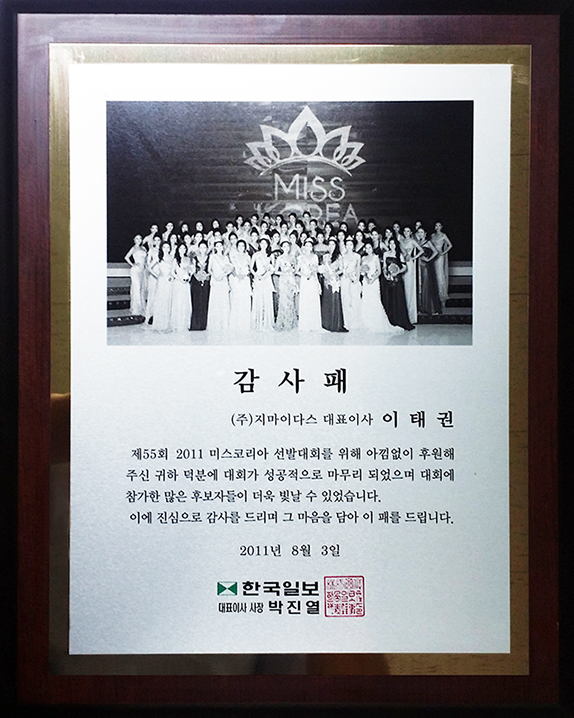 MISS
KOREA
감사패
(주)지마이다스 대표이사 이태권
제55회 2011 미스코리아 선발대회를 위해 아낌없이 후원해
주신 귀하 덕분에 대회가 성공적으로 마무리 되었으며 대회에
참가한 많은 후보자들이 더욱 빛날 수 있었습니다.
이에 진심으로 감사를 드리며 그 마음을 담아 이 패를 드립니다.
2011년 8월 3일
한국일보
대표이사 사장 박진열